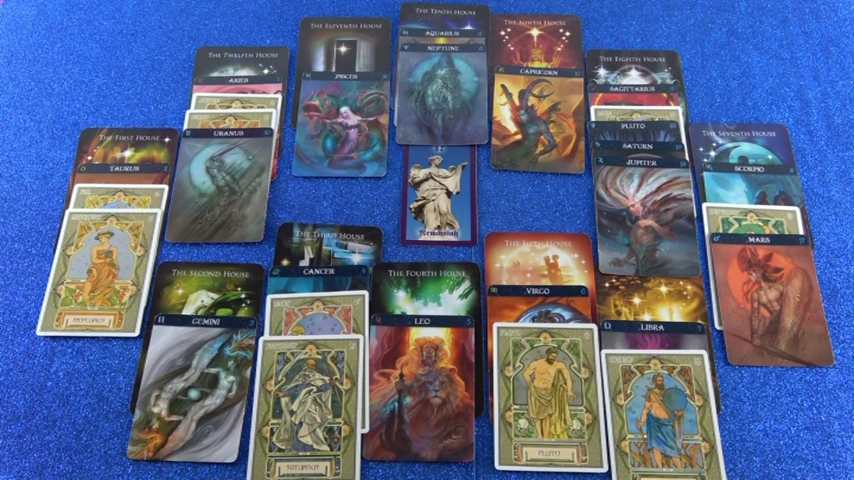 THE TENTH HOUSE
AQUARIUS
NEPTUNE
THE ELEVENTH HOUSE
PISCES
THE NINTH HOUSE
CAPRICORN
THE TWELFTH HOUSE
ARIES
URANUS
THE EIGHTH HOUSE
SAGITTARIUS
PLUTO
SATURN
JUPITER
THE FIRST HOUSE
TAURUS
THE SEVENTH HOUSE
SCORPIO
MARS
17
Nemamiah
THE SECOND HOUSE
GEMINI
THE THIRD HOUSE
CANCER
THE FOURTH HOUSE
LEO
THE FIFTH HOUSE
VIRGO
LIBRA
PLUTO